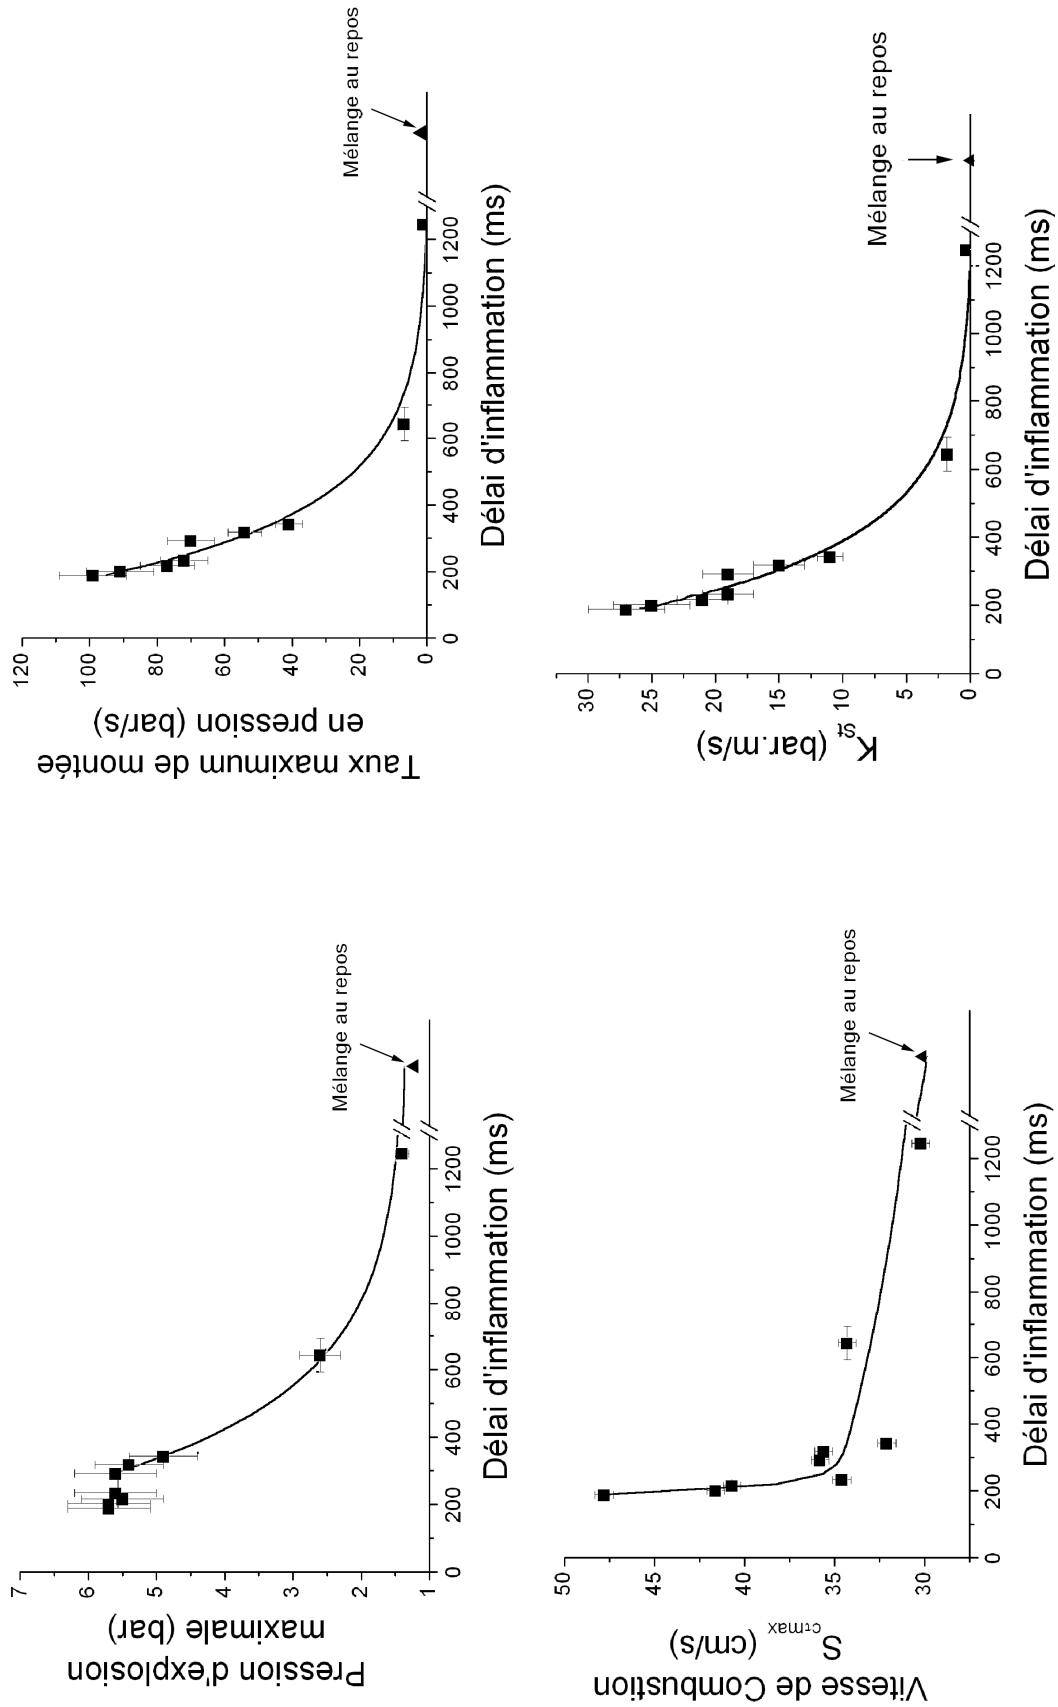 Pression d'explosion
maximale (bar)
7
6
5
4
3
2
1
Mélange au repos
0 200 400 600 800 1000 1200
Délai d'inflammation (ms)
Taux maximum de montée
en pression (bar/s)
120
100
80
60
40
20
0
Mélange au repos
0 200 400 600 800 1000 1200
Délai d'inflammation (ms)
Vitesse de Combustion
Scτmax (cm/s)
50
45
40
35
30
Mélange au repos
0 200 400 600 800 1000 1200
Délai d'inflammation (ms)
KSt (bar.m/s)
30
25
20
15
10
5
0
Mélange au repos
0 200 400 600 800 1000 1200
Délai d'inflammation (ms)